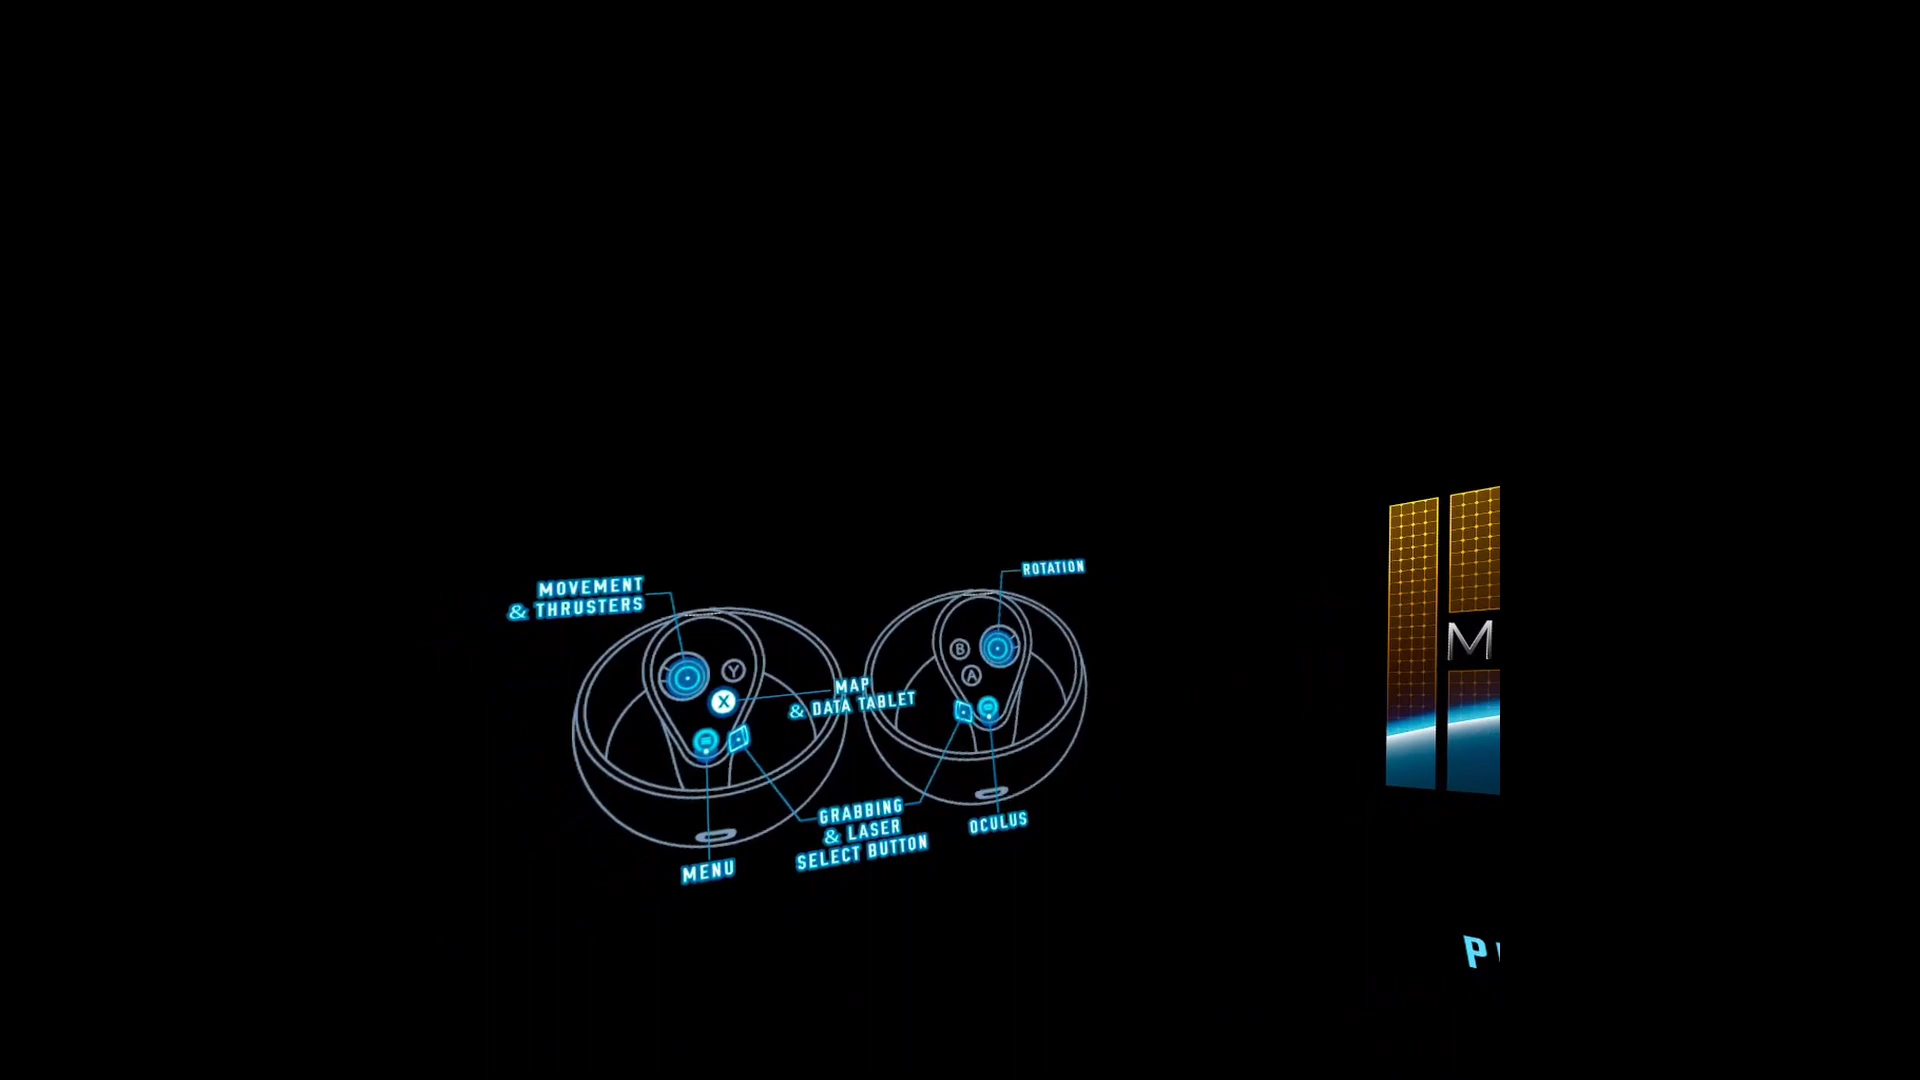 MOVEMENT
& THRUSTERS
ROTATION
Y
B
A
X
MAP
& DATA TABLET
GRABBING
& LASER
SELECT BUTTON
OCULUS
MENU
M
P